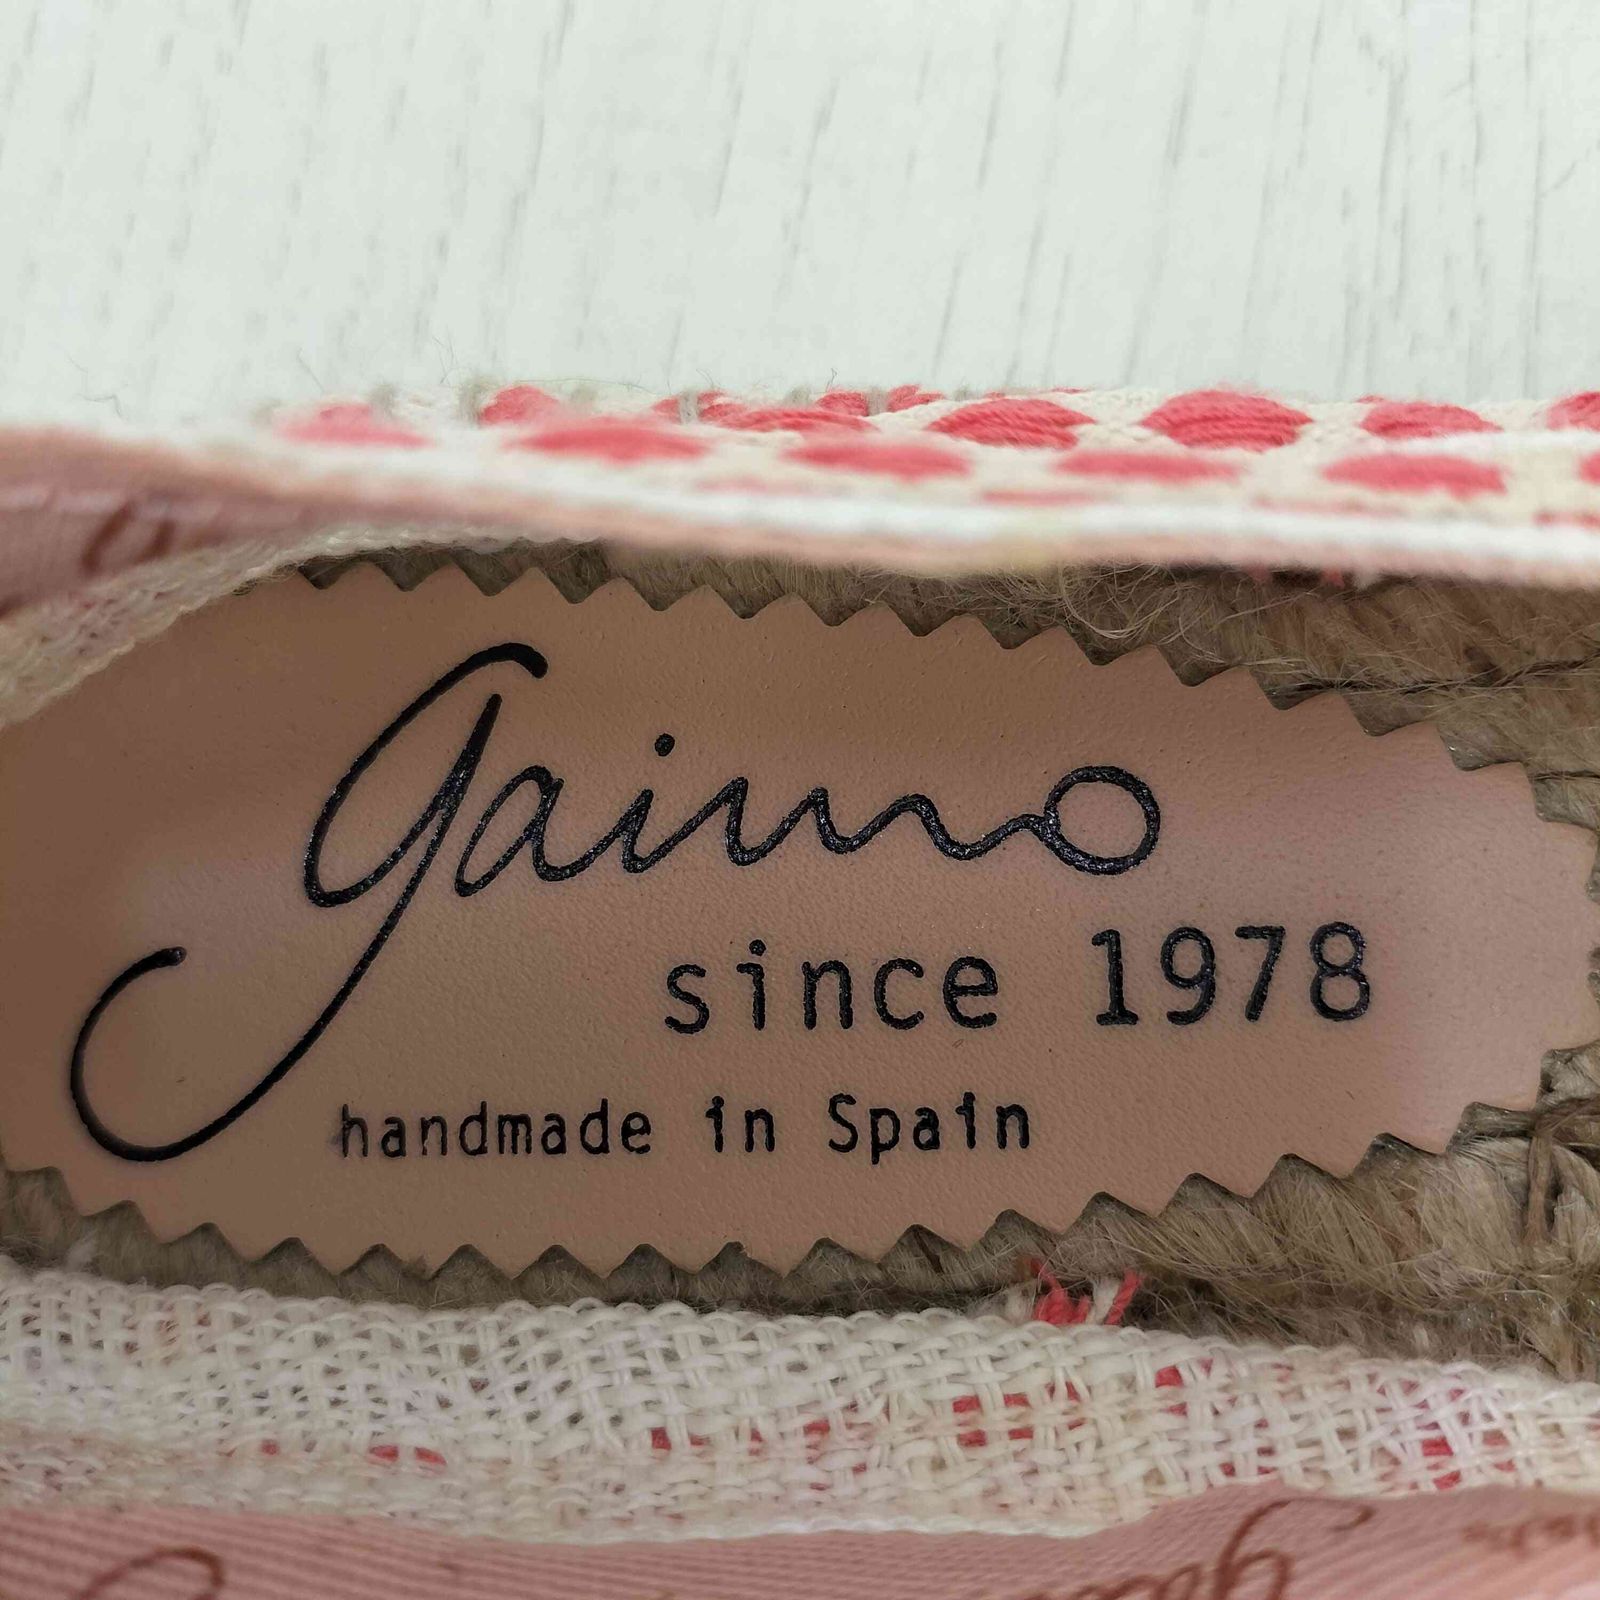 gaimo
since 1978
handmade in Spain